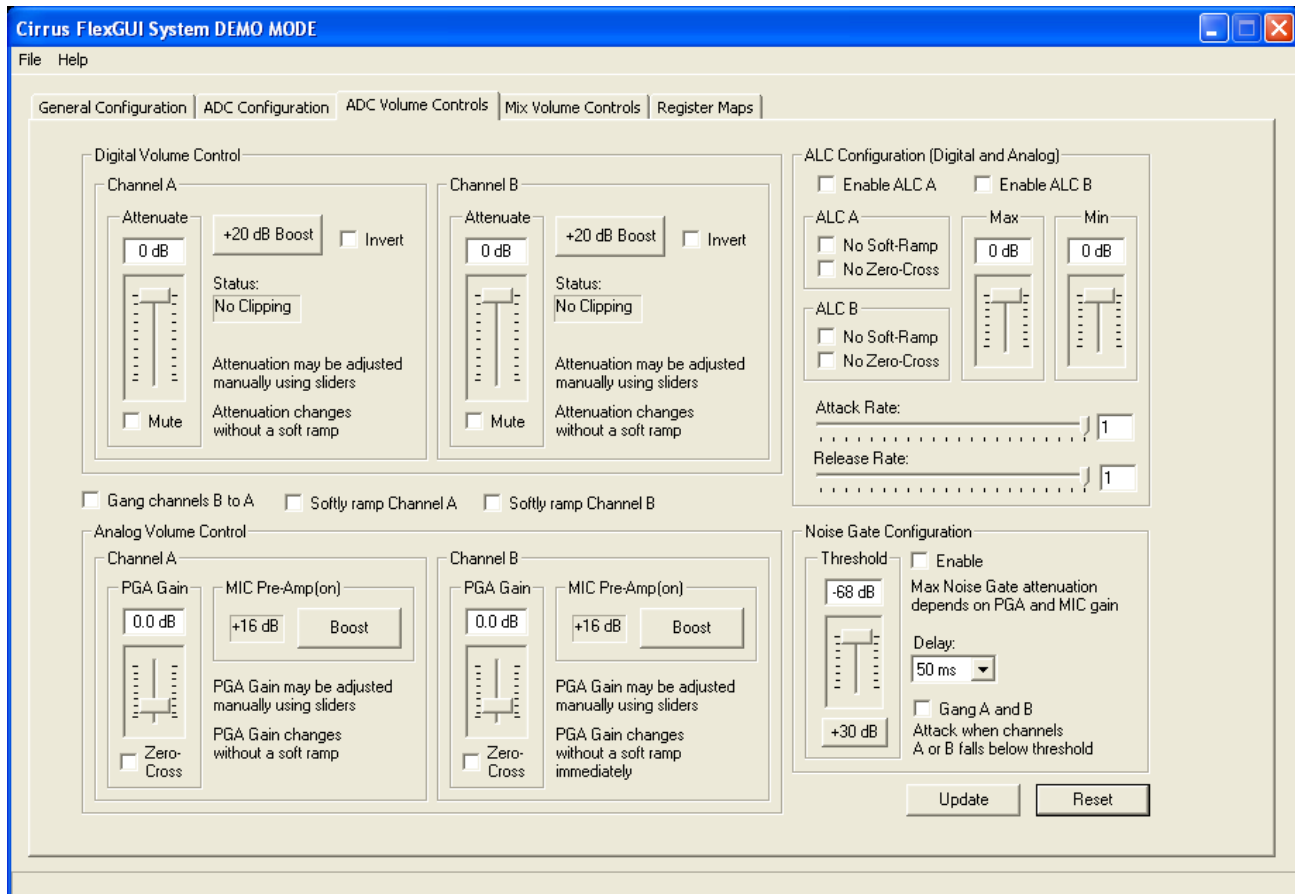 Cirrus FlexGUI System DEMO MODE
File Help
General Configuration ADC Configuration ADC Volume Controls Mix Volume Controls Register Maps
Digital Volume Control
Channel A
Attenuate
0 dB
+20 dB Boost
Invert
Status:
No Clipping
Attenuation may be adjusted
manually using sliders
Attenuation changes
without a soft ramp
Mute
Channel B
Attenuate
0 dB
+20 dB Boost
Invert
Status:
No Clipping
Attenuation may be adjusted
manually using sliders
Attenuation changes
without a soft ramp
Mute
Gang channels B to A
Softly ramp Channel A
Softly ramp Channel B
Analog Volume Control
Channel A
PGA Gain
0.0 dB
Zero-
Cross
MIC Pre-Amp(on)
+16 dB
Boost
PGA Gain may be adjusted
manually using sliders
PGA Gain changes
without a soft ramp
Channel B
PGA Gain
0.0 dB
Zero-
Cross
MIC Pre-Amp(on)
+16 dB
Boost
PGA Gain may be adjusted
manually using sliders
PGA Gain changes
without a soft ramp
immediately
ALC Configuration (Digital and Analog)
Enable ALC A
Enable ALC B
ALC A
No Soft-Ramp
No Zero-Cross
ALC B
No Soft-Ramp
No Zero-Cross
Max
0 dB
Min
0 dB
Attack Rate:
1
Release Rate:
1
Noise Gate Configuration
Threshold
-68 dB
+30 dB
Enable
Max Noise Gate attenuation
depends on PGA and MIC gain
Delay:
50 ms
Gang A and B
Attack when channels
A or B falls below threshold
Update
Reset